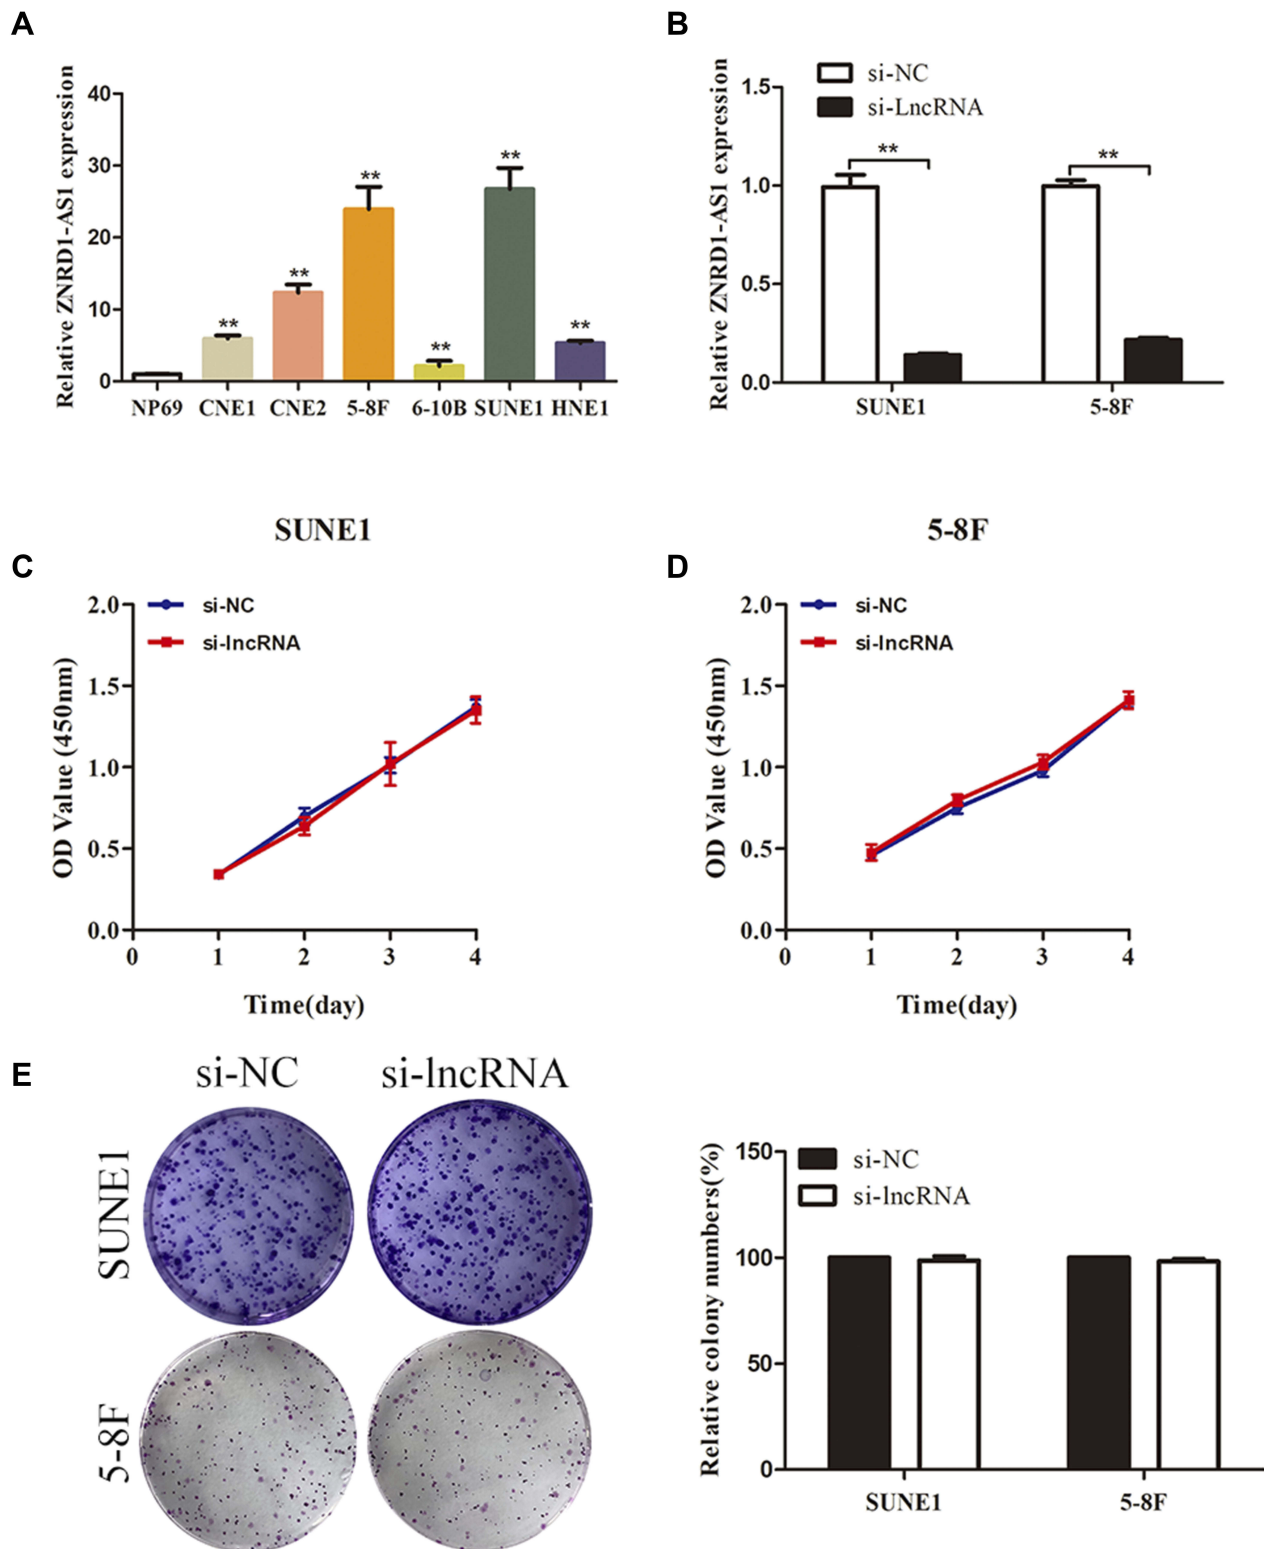 A
Relative ZNRD1-AS1 expression
40
30
20
10
0
**
**
**
**
**
**
NP69 CNE1 CNE2 5-8F 6-10B SUNE1 HNE1
B
Relative ZNRD1-AS1 expression
si-NC
si-LncRNA
1.5
1.0
0.5
0.0
**
**
SUNE1 5-8F
C
SUNE1
si-NC
si-lncRNA
OD Value (450nm)
2.0
1.5
1.0
0.5
0.0
0 1 2 3 4
Time(day)
D
5-8F
si-NC
si-lncRNA
OD Value (450nm)
2.0
1.5
1.0
0.5
0.0
0 1 2 3 4
Time(day)
E
si-NC si-lncRNA
SUNE1
5-8F
si-NC
si-lncRNA
Relative colony numbers(%)
150
100
50
0
SUNE1 5-8F